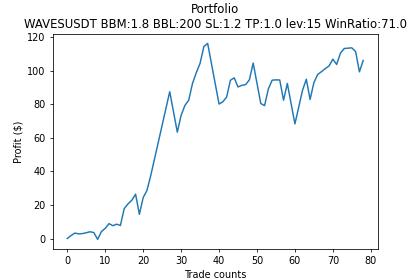 Portfolio
WAVESUSDT BBM:1.8 BBL:200 SL:1.2 TP:1.0 lev:15 WinRatio:71.0
120
100
80
60
40
20
0
Profit ($)
0 10 20 30 40 50 60 70 80
Trade counts